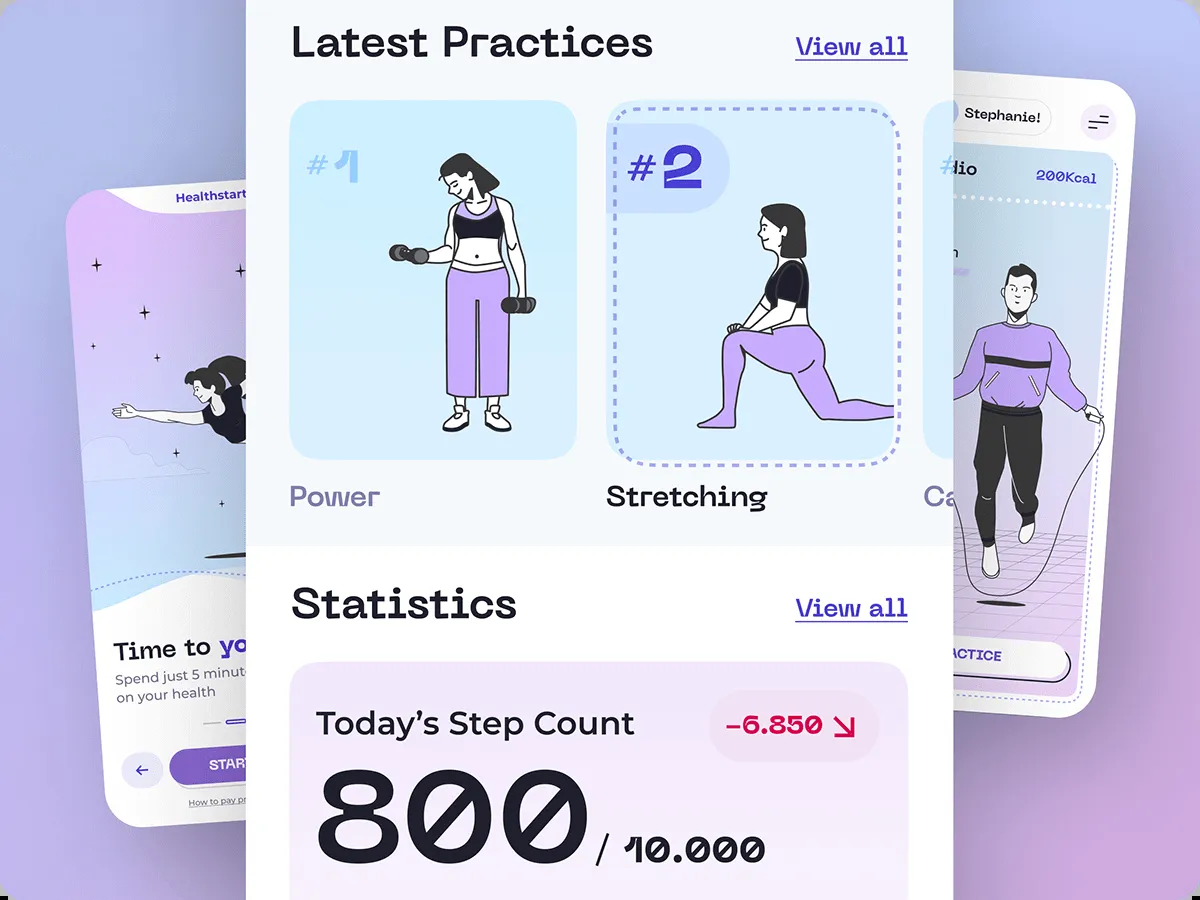 Latest Practices
View all
#1
#2
#
Power
Stretching
Ca
Statistics
View all
Today’s Step Count
–6.850
800 / 10.000
Healthstart
Time to yo
Spend just 5 minut
on your health
START
How to pay pr
Stephanie!
dio
200Kcal
n
ACTICE